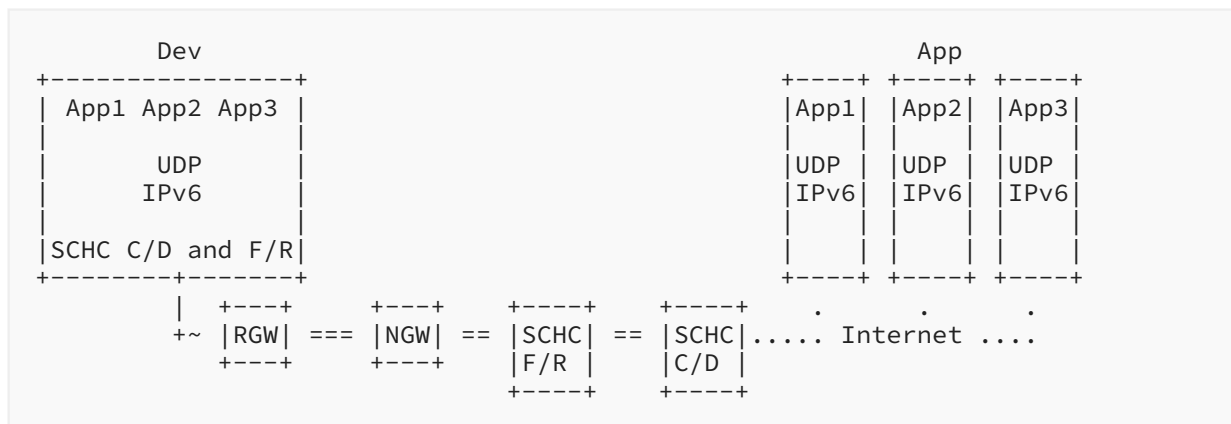 Dev                                               App
    +----------------+                               +----+ +----+ +----+
    | App1 App2 App3 |                               |App1| |App2| |App3|
    |                |                               |    | |    | |    |
    |       UDP      |                               |UDP | |UDP | |UDP |
    |      IPv6      |                               |IPv6| |IPv6| |IPv6|
    |                |                               |    | |    | |    |
    |SCHC C/D and F/R|                               |    | |    | |    |
    +--------+-------+                               +----+ +----+ +----+
             |  +---+     +---+    +----+    +----+     .      .      .
             +~ |RGW| === |NGW| == |SCHC| == |SCHC|..... Internet ....
                +---+     +---+    |F/R |    |C/D |
                                   +----+    +----+